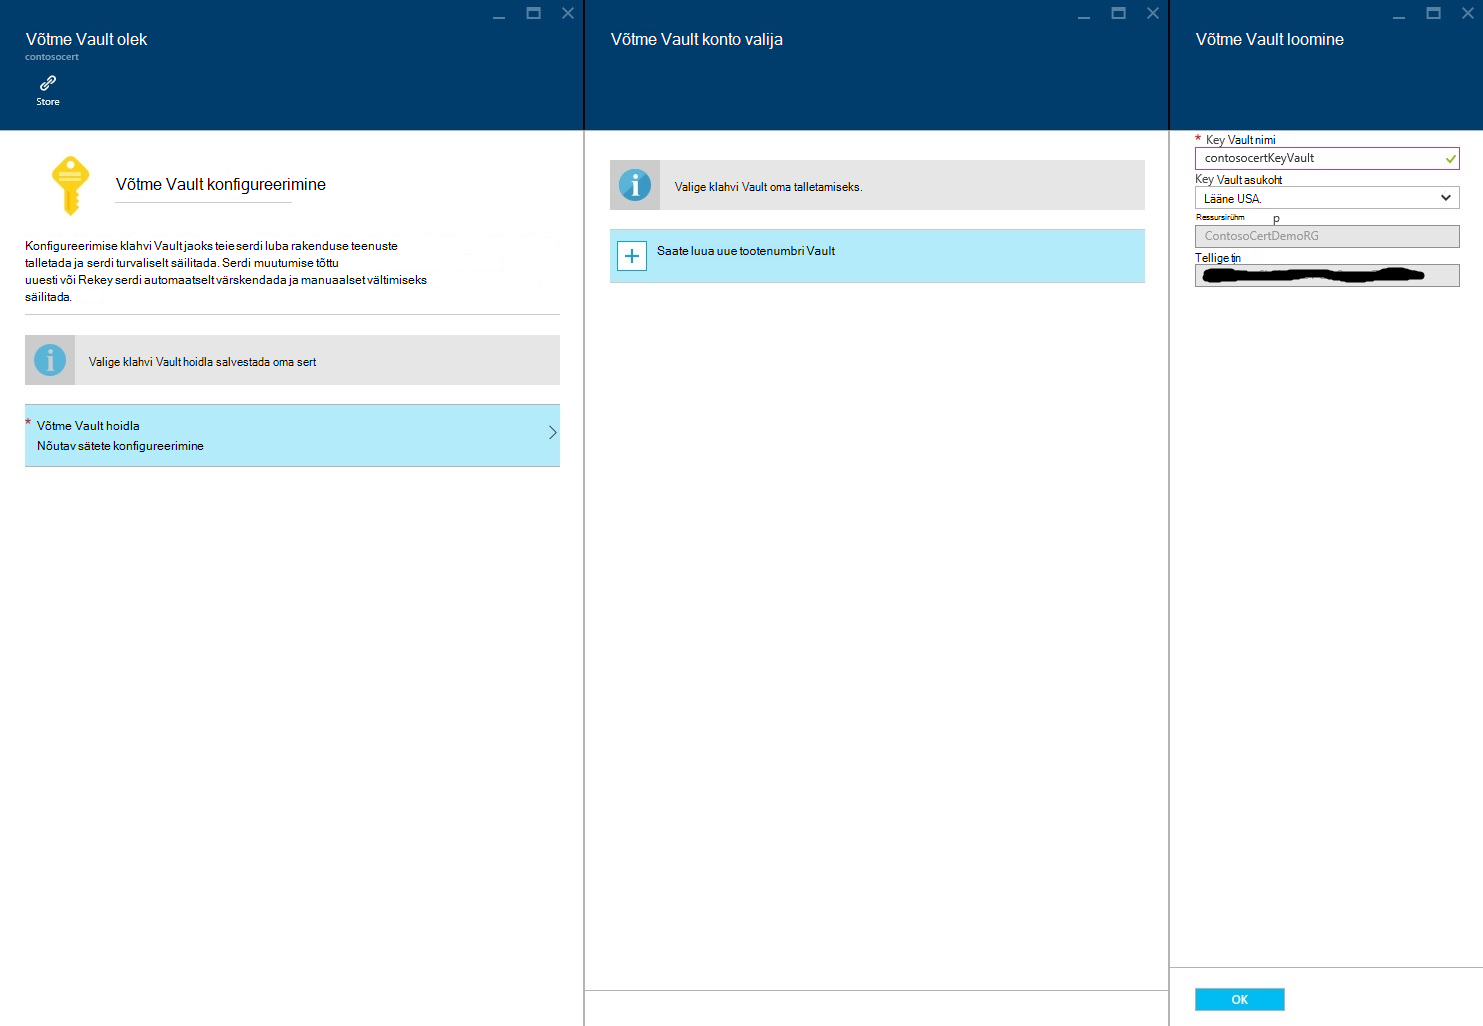 Võtme Vault olek
contosocert
Store
Võtme Vault konfigureerimine
Konfigureerimise klahvi Vault jaoks teie serdi luba rakenduse teenuste
talletada ja serdi turvaliselt säilitada. Serdi muutumise tõttu
uuesti või Rekey serdi automaatselt värskendada ja manuaalset vältimiseks
säilitada.
Valige klahvi Vault hoidla salvestada oma sert
* Võtme Vault hoidla
Nõutav sätete konfigureerimine
Võtme Vault konto valija
Valige klahvi Vault oma talletamiseks.
Saate luua uue tootenumbri Vault
Võtme Vault loomine
* Key Vault nimi
contosocertKeyVault
Key Vault asukoht
Lääne USA.
Ressursirühm p
ContosoCertDemoRG
Tellige tin
OK